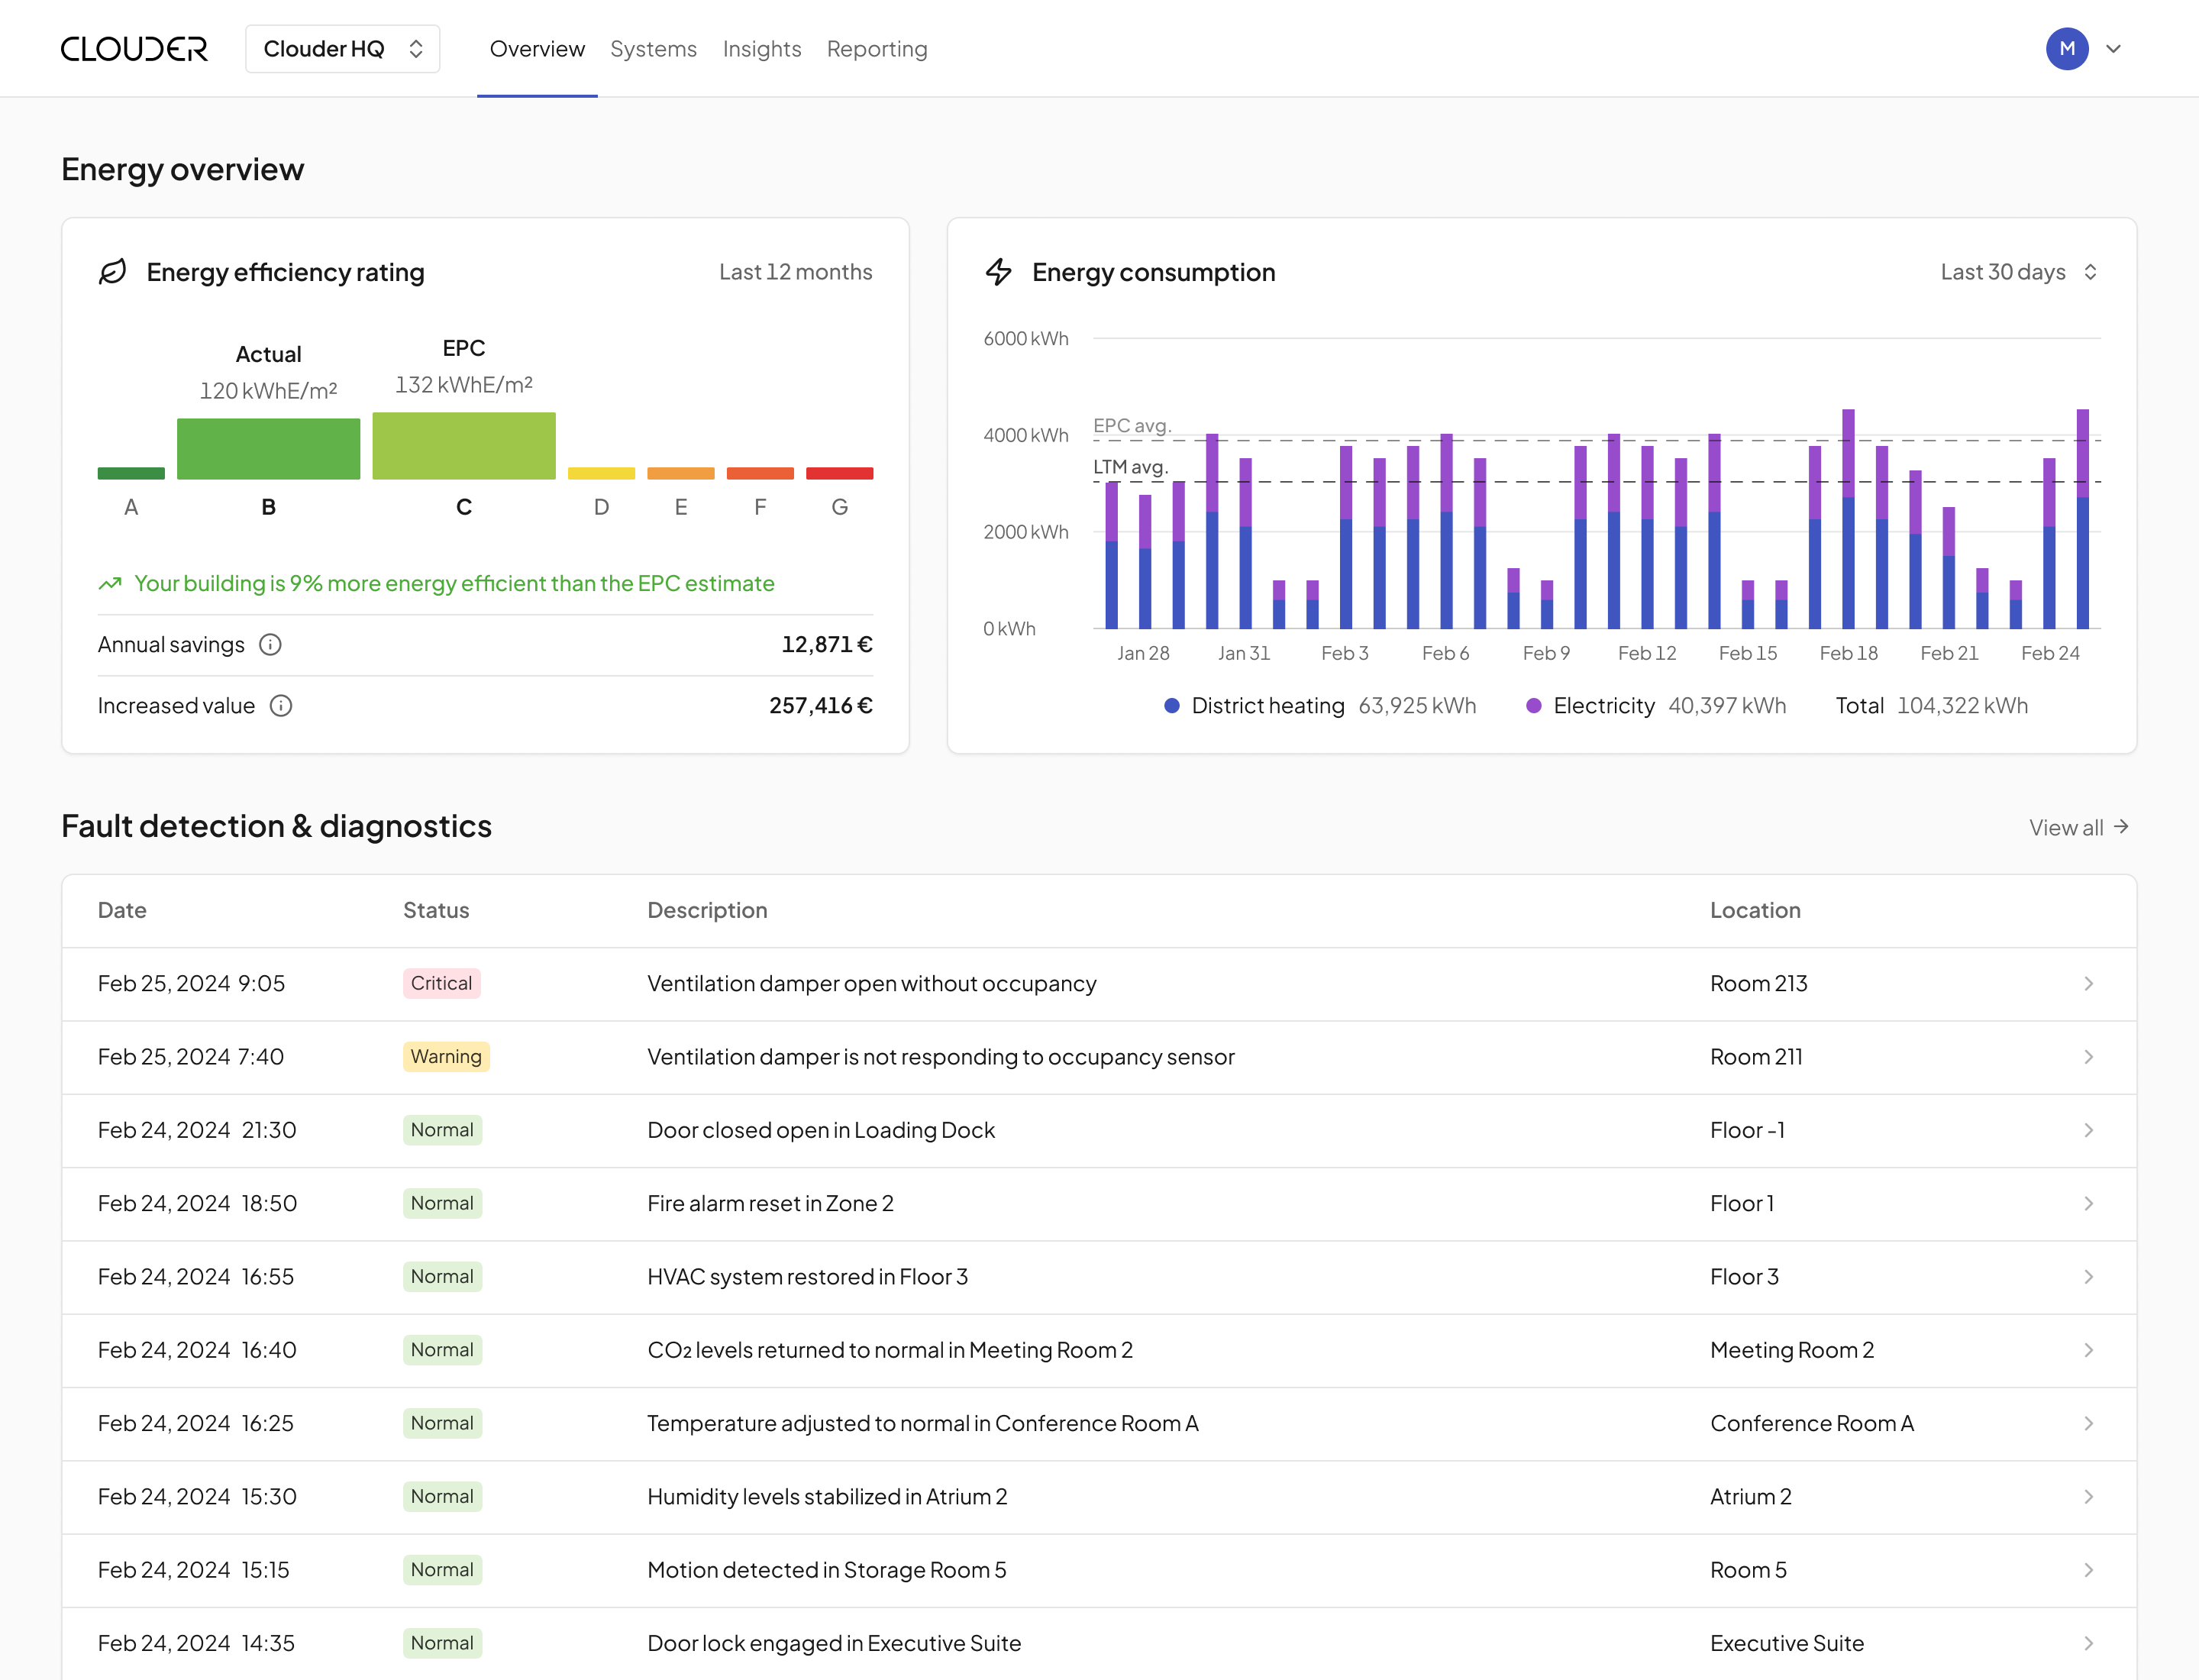 CLOUDER
Clouder HQ
Overview
Systems
Insights
Reporting
M
Energy overview
Energy efficiency rating
Last 12 months
Actual
120 kWhE/m²
EPC
132 kWhE/m²
A
B
C
D
E
F
G
Your building is 9% more energy efficient than the EPC estimate
Annual savings
12,871 €
Increased value
257,416 €
Energy consumption
Last 30 days
6000 kWh
EPC avg.
4000 kWh
LTM avg.
2000 kWh
0 kWh
Jan 28
Jan 31
Feb 3
Feb 6
Feb 9
Feb 12
Feb 15
Feb 18
Feb 21
Feb 24
District heating 63,925 kWh
Electricity 40,397 kWh
Total 104,322 kWh
Fault detection & diagnostics
View all
Date Status Description Location
Feb 25, 2024 9:05 Critical Ventilation damper open without occupancy Room 213
Feb 25, 2024 7:40 Warning Ventilation damper is not responding to occupancy sensor Room 211
Feb 24, 2024 21:30 Normal Door closed open in Loading Dock Floor -1
Feb 24, 2024 18:50 Normal Fire alarm reset in Zone 2 Floor 1
Feb 24, 2024 16:55 Normal HVAC system restored in Floor 3 Floor 3
Feb 24, 2024 16:40 Normal CO₂ levels returned to normal in Meeting Room 2 Meeting Room 2
Feb 24, 2024 16:25 Normal Temperature adjusted to normal in Conference Room A Conference Room A
Feb 24, 2024 15:30 Normal Humidity levels stabilized in Atrium 2 Atrium 2
Feb 24, 2024 15:15 Normal Motion detected in Storage Room 5 Room 5
Feb 24, 2024 14:35 Normal Door lock engaged in Executive Suite Executive Suite